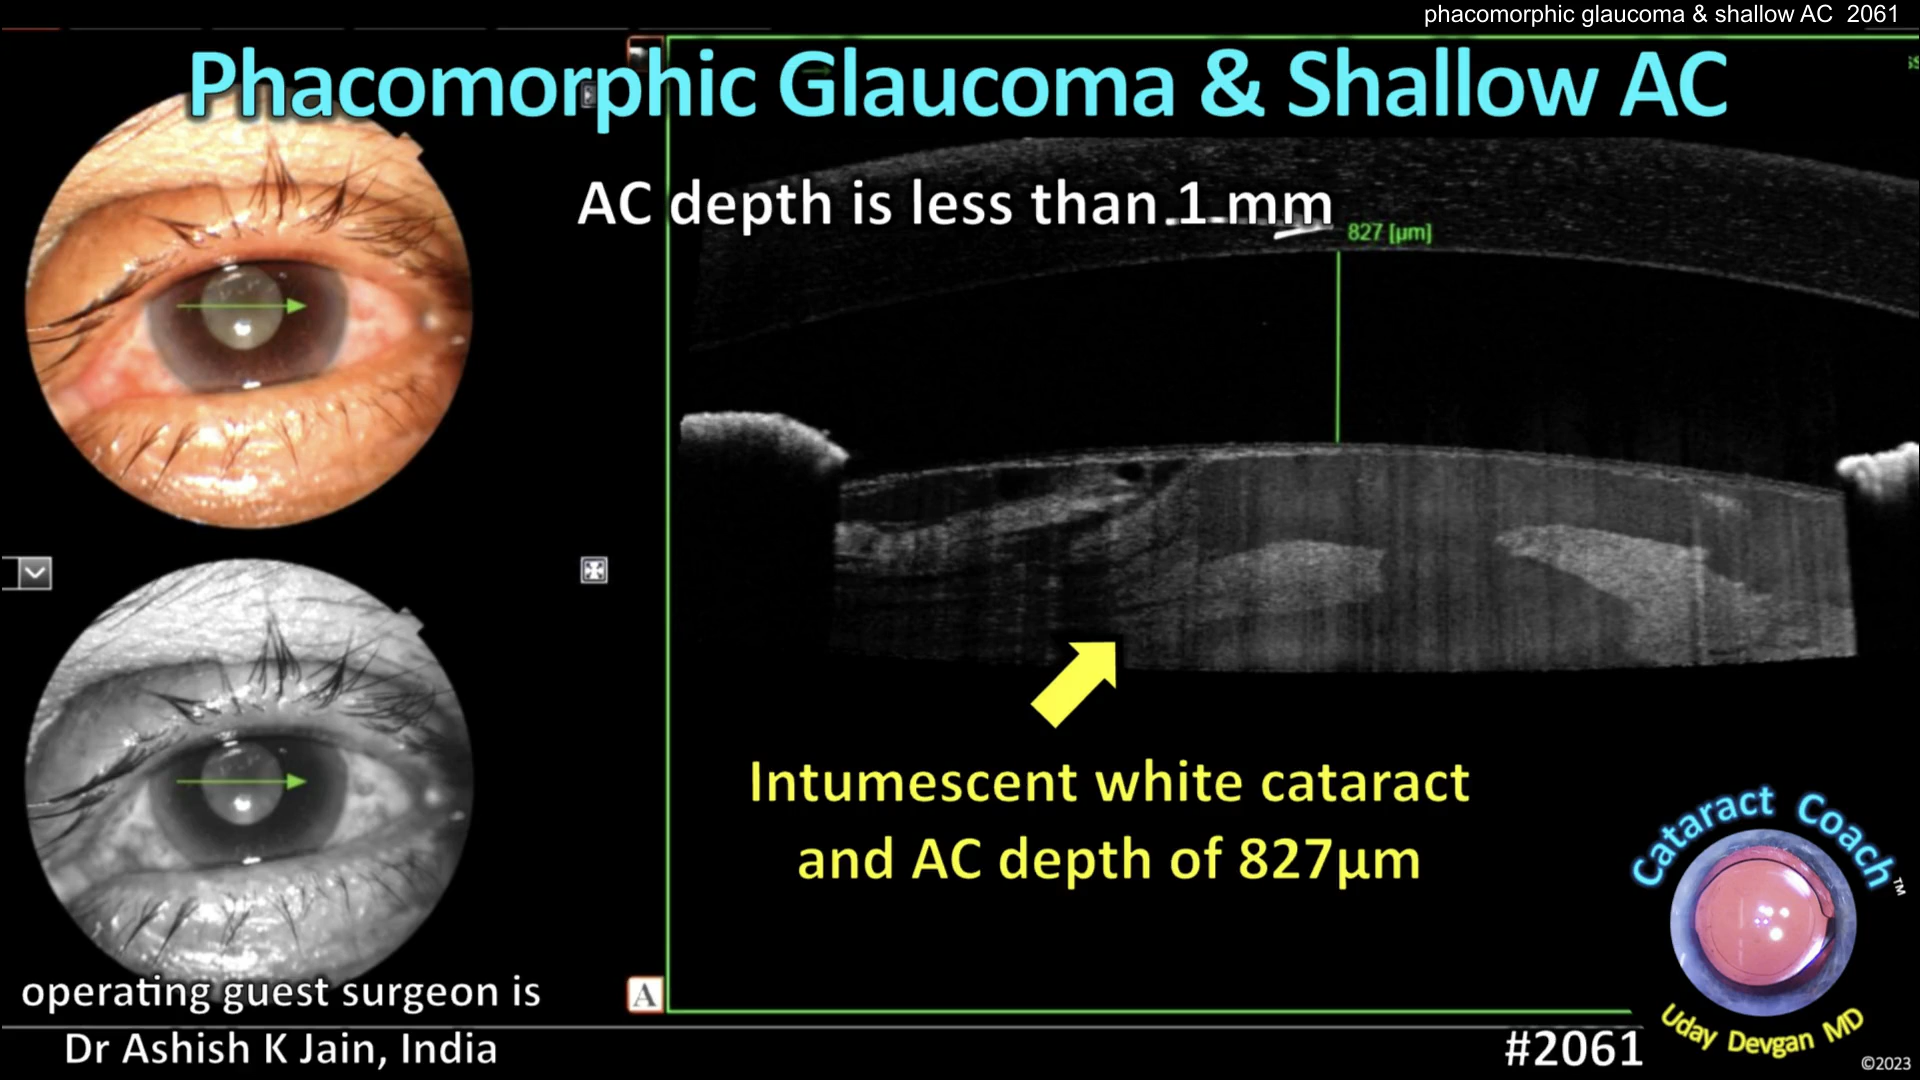 phacomorphic glaucoma & shallow AC 2061
Phacomorphic Glaucoma & Shallow AC
AC depth is less than 1 mm
827 [µm]
Intumescent white cataract
and AC depth of 827µm
operating guest surgeon is
Dr Ashish K Jain, India
A
#2061
Cataract Coach™
Uday Devgan MD
©2023